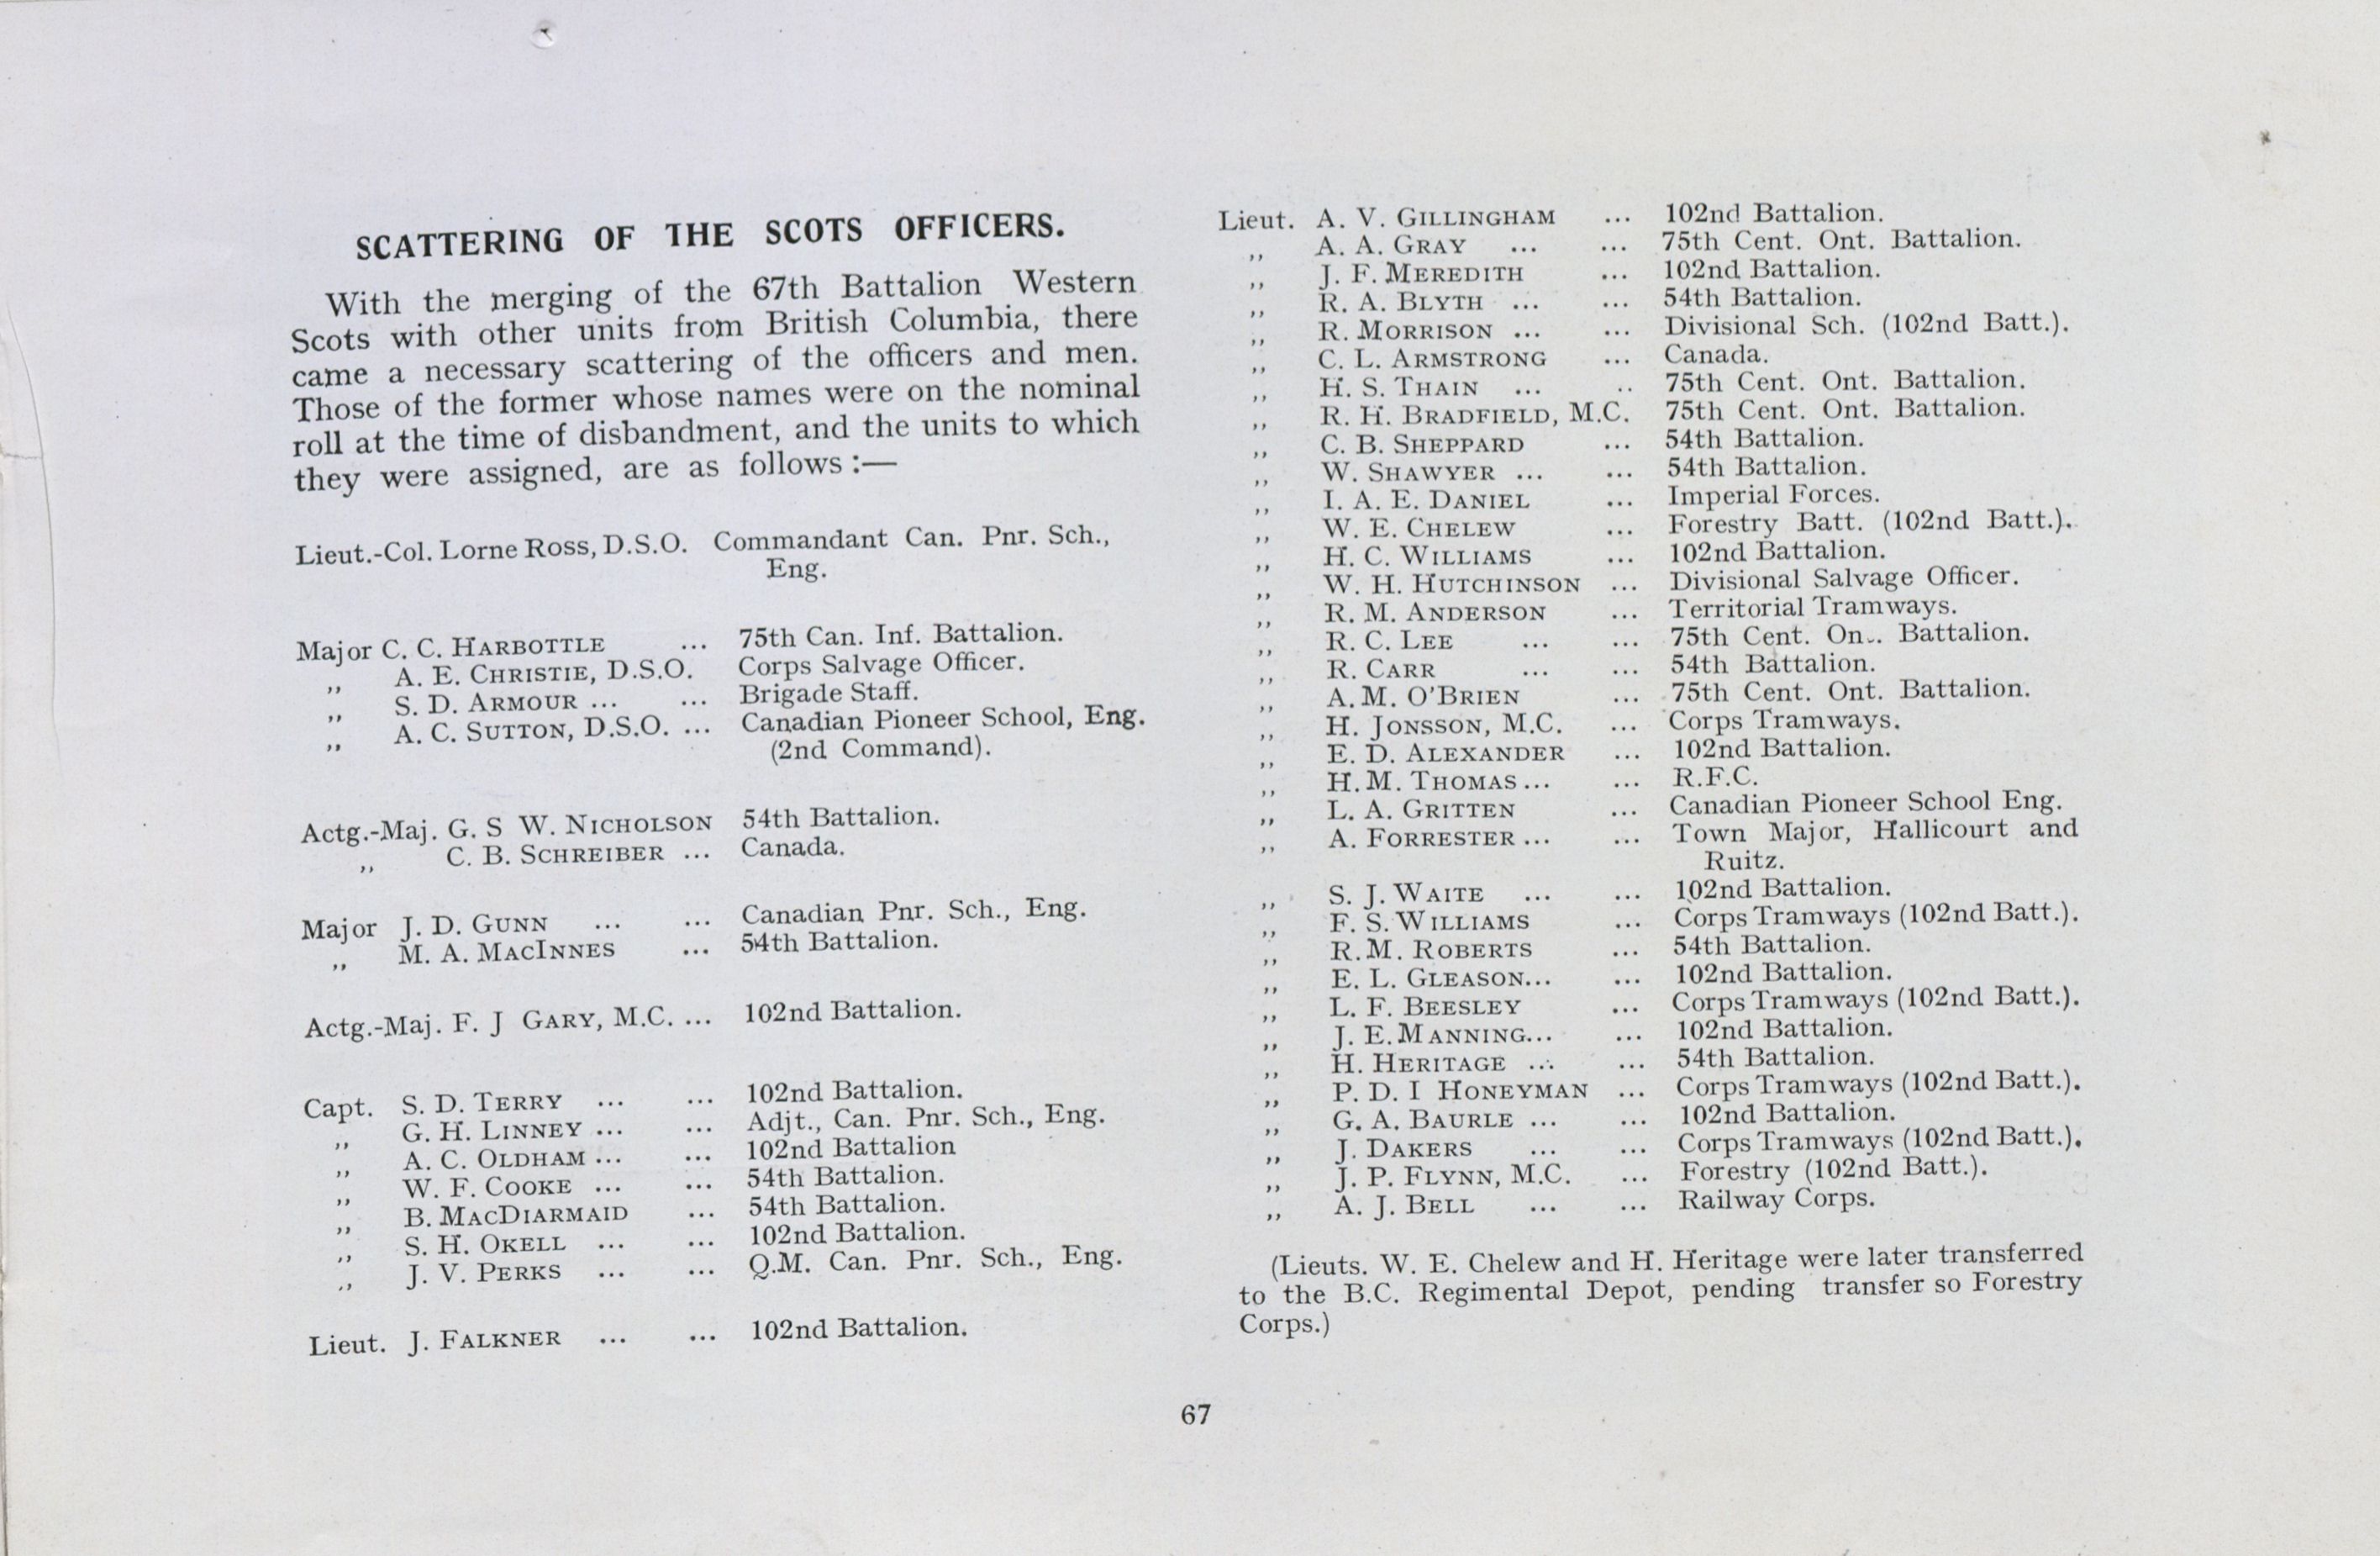 SCATTERING OF THE SCOTS OFFICERS.
With the merging of the 67th Battalion Western
Scots with other units from British Columbia, there
came a necessary scattering of the officers and men.
Those of the former whose names were on the nominal
roll at the time of disbandment, and the units to which
they were assigned, are as follows :—
Lieut.-Col. Lorne Ross, D.S.O. Commandant Can. Pnr. Sch.,
Eng.
Major C. C. HARBOTTLE ... 75th Can. Inf. Battalion.
,, A. E. CHRISTIE, D.S.O. Corps Salvage Officer.
,, S. D. ARMOUR ... ... Brigade Staff.
,, A. C. SUTTON, D.S.O. ... Canadian Pioneer School, Eng.
(2nd Command).
Actg.-Maj. G. S W. NICHOLSON 54th Battalion.
,, C. B. SCHREIBER ... Canada.
Major J. D. GUNN ... ... Canadian Pnr. Sch., Eng.
,, M. A. MACINNES ... 54th Battalion.
Actg.-Maj. F. J GARY, M.C. ... 102nd Battalion.
Capt. S. D. TERRY ... ... 102nd Battalion.
,, G. H. LINNEY ... ... Adjt., Can. Pnr. Sch., Eng.
,, A. C. OLDHAM ... ... 102nd Battalion
,, W. F. COOKE ... ... 54th Battalion.
,, B. MACDIARMAID ... 54th Battalion.
,, S. H. OKELL ... ... 102nd Battalion.
,, J. V. PERKS ... ... Q.M. Can. Pnr. Sch., Eng.
Lieut. J. FALKNER ... ... 102nd Battalion.
Lieut. A. V. GILLINGHAM ... 102nd Battalion.
,, A. A. GRAY ... ... 75th Cent. Ont. Battalion.
,, J. F. MEREDITH ... 102nd Battalion.
,, R. A. BLYTH ... ... 54th Battalion.
,, R. MORRISON ... ... Divisional Sch. (102nd Batt.).
,, C. L. ARMSTRONG ... Canada.
,, H. S. THAIN ... .. 75th Cent. Ont. Battalion.
,, R. H. BRADFIELD, M.C. 75th Cent. Ont. Battalion.
,, C. B. SHEPPARD ... 54th Battalion.
,, W. SHAWYER ... ... 54th Battalion.
,, I. A. E. DANIEL ... Imperial Forces.
,, W. E. CHELEW ... Forestry Batt. (102nd Batt.).
,, H. C. WILLIAMS ... 102nd Battalion.
,, W. H. HUTCHINSON ... Divisional Salvage Officer.
,, R. M. ANDERSON ... Territorial Tramways.
,, R. C. LEE ... ... 75th Cent. On.. Battalion.
,, R. CARR ... ... 54th Battalion.
,, A. M. O'BRIEN ... 75th Cent. Ont. Battalion.
,, H. JONSSON, M.C. ... Corps Tramways.
,, E. D. ALEXANDER ... 102nd Battalion.
,, H. M. THOMAS ... ... R.F.C.
,, L. A. GRITTEN ... Canadian Pioneer School Eng.
,, A. FORRESTER ... ... Town Major, Hallicourt and
Ruitz.
,, S. J. WAITE ... ... 102nd Battalion.
,, F. S. WILLIAMS ... Corps Tramways (102nd Batt.).
,, R. M. ROBERTS ... 54th Battalion.
,, E. L. GLEASON... ... 102nd Battalion.
,, L. F. BEESLEY ... Corps Tramways (102nd Batt.).
,, J. E. MANNING... ... 102nd Battalion.
,, H. HERITAGE ... ... 54th Battalion.
,, P. D. I HONEYMAN ... Corps Tramways (102nd Batt.).
,, G. A. BAURLE ... ... 102nd Battalion.
,, J. DAKERS ... ... Corps Tramways (102nd Batt.).
,, J. P. FLYNN, M.C. ... Forestry (102nd Batt.).
,, A. J. BELL ... ... Railway Corps.
(Lieuts. W. E. Chelew and H. Heritage were later transferred
to the B.C. Regimental Depot, pending transfer so Forestry
Corps.)
67